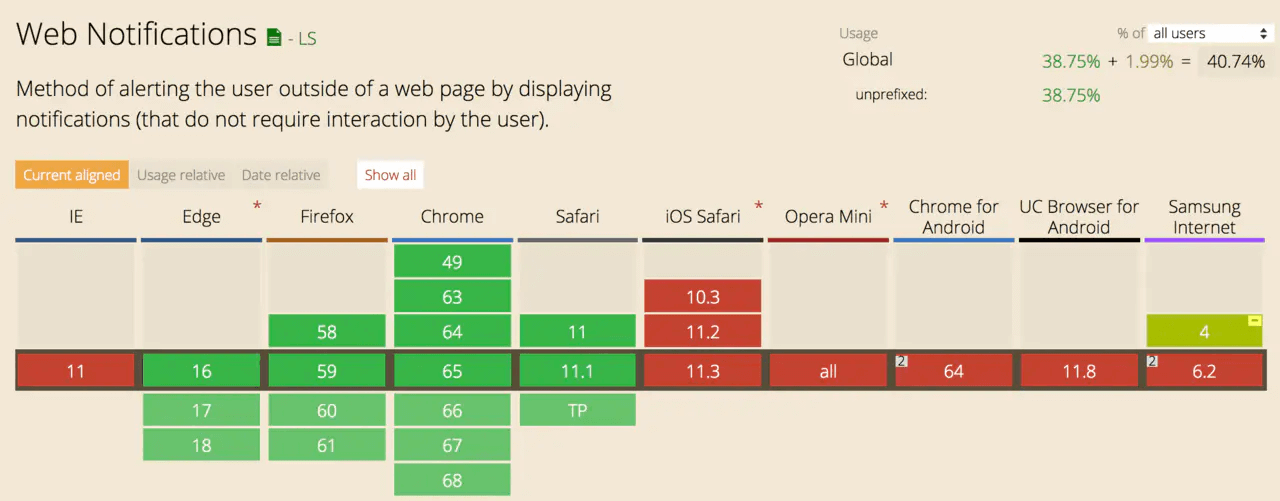 Web Notifications - LS
Usage % of all users
Global 38.75% + 1.99% = 40.74%
unprefixed: 38.75%
Method of alerting the user outside of a web page by displaying
notifications (that do not require interaction by the user).
Current aligned Usage relative Date relative Show all
IE Edge * Firefox Chrome Safari iOS Safari * Opera Mini * Chrome for Android UC Browser for Android Samsung Internet
49
63 10.3
58 64 11 11.2 4 -
11 16 59 65 11.1 11.3 all 2 64 11.8 2 6.2
17 60 66 TP
18 61 67
68